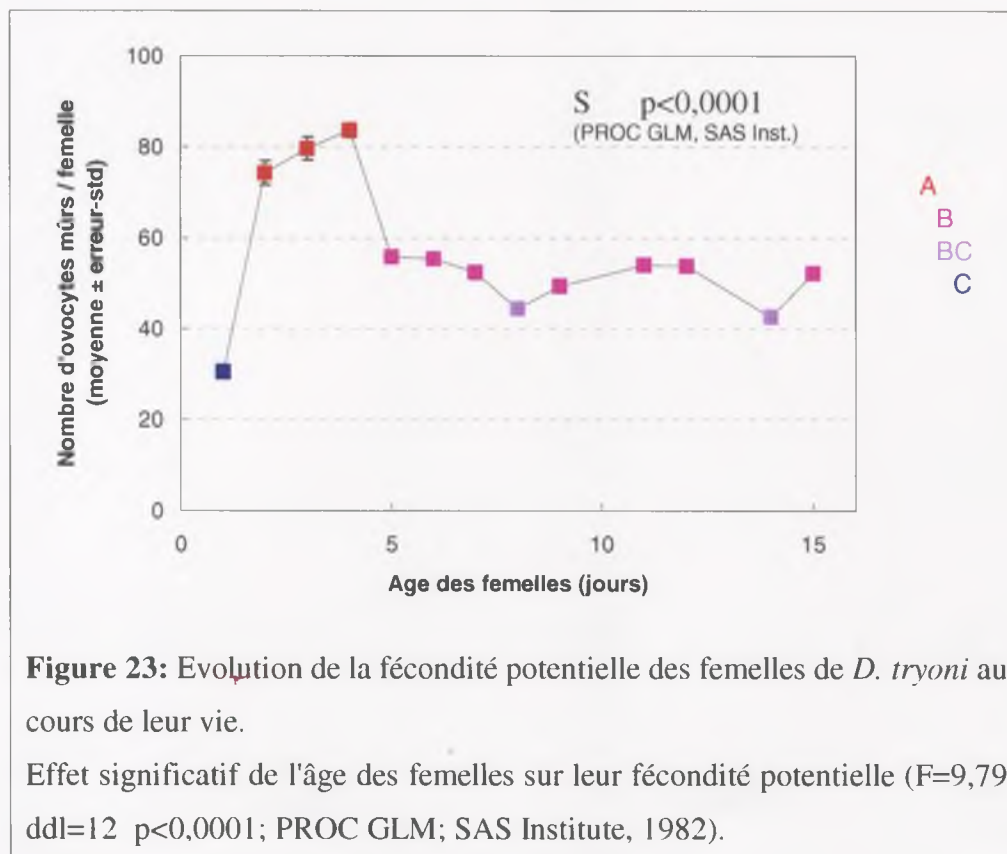 100
80
60
40
20
0
Nombre d'ovocytes mûrs / femelle
(moyenne ± erreur-std)
S p<0,0001
(PROC GLM, SAS Inst.)
A
B
BC
C
0 5 10 15
Age des femelles (jours)
Figure 23: Evolution de la fécondité potentielle des femelles de D. tryoni au
cours de leur vie.
Effet significatif de l'âge des femelles sur leur fécondité potentielle (F=9,79
ddl=12 p<0,0001; PROC GLM; SAS Institute, 1982).